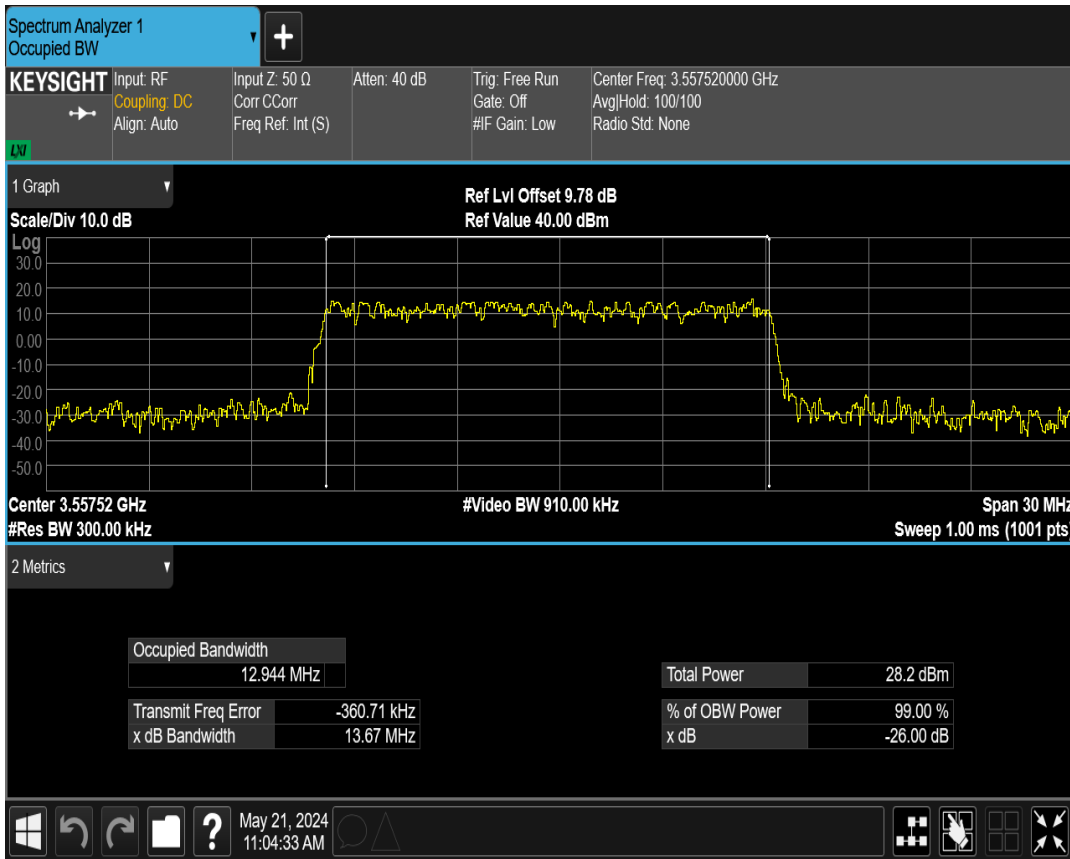 Spectrum Analyzer 1
Occupied BW
KEYSIGHT
LXI
Input: RF
Coupling: DC
Align: Auto
Input Z: 50 Ω
Corr CCorr
Freq Ref: Int (S)
Atten: 40 dB
Trig: Free Run
Gate: Off
#IF Gain: Low
Center Freq: 3.557520000 GHz
Avg|Hold: 100/100
Radio Std: None
1 Graph
Scale/Div 10.0 dB
Ref Lvl Offset 9.78 dB
Ref Value 40.00 dBm
Log
30.0
20.0
10.0
0.00
-10.0
-20.0
-30.0
-40.0
-50.0
Center 3.55752 GHz
#Video BW 910.00 kHz
Span 30 MHz
#Res BW 300.00 kHz
Sweep 1.00 ms (1001 pts)
2 Metrics
Occupied Bandwidth
12.944 MHz
Total Power 28.2 dBm
Transmit Freq Error -360.71 kHz
% of OBW Power 99.00 %
x dB Bandwidth 13.67 MHz
x dB -26.00 dB
?
May 21, 2024
11:04:33 AM